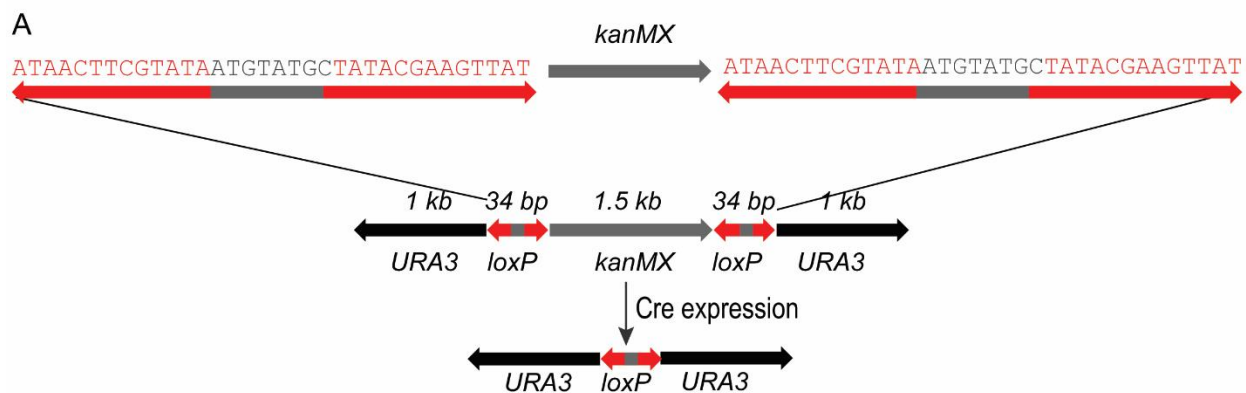 A
kanMX
ATAACTTCGTATAATGTATGCTATACGAAGTTAT ATAACTTCGTATAATGTATGCTATACGAAGTTAT
1 kb 34 bp 1.5 kb 34 bp 1 kb
URA3 loxP kanMX loxP URA3
Cre expression
URA3 loxP URA3